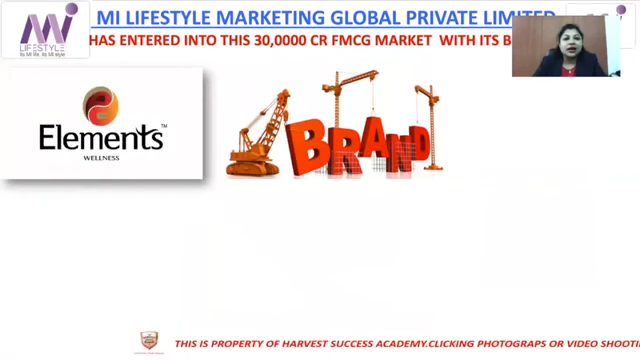 MI LIFESTYLE MARKETING GLOBAL PRIVATE LIMITED
HAS ENTERED INTO THIS 30,0000 CR FMCG MARKET WITH ITS B
Mi
LIFESTYLE
Its Mi life. Its Mi style
Elements™
WELLNESS
BRAND
THIS IS PROPERTY OF HARVEST SUCCESS ACADEMY.CLICKING PHOTOGRAPS OR VIDEO SHOOTI